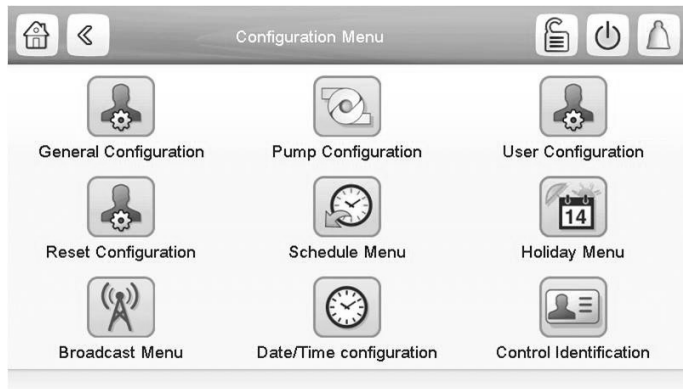 Configuration Menu
General Configuration
Pump Configuration
User Configuration
Reset Configuration
Schedule Menu
14
Holiday Menu
Broadcast Menu
Date/Time configuration
Control Identification